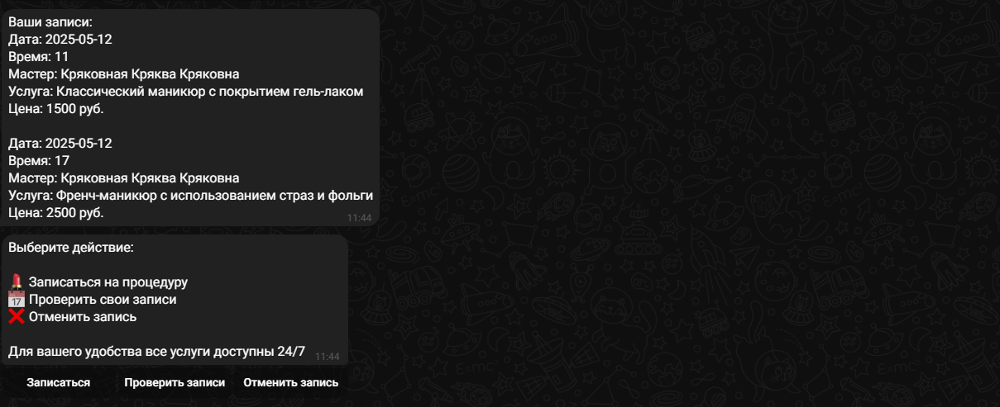 Ваши записи:
Дата: 2025-05-12
Время: 11
Мастер: Кряковная Кряква Кряковна
Услуга: Классический маникюр с покрытием гель-лаком
Цена: 1500 руб.
Дата: 2025-05-12
Время: 17
Мастер: Кряковная Кряква Кряковна
Услуга: Френч-маникюр с использованием страз и фольги
Цена: 2500 руб.
11:44
Выберите действие:
💄 Записаться на процедуру
📅 Проверить свои записи
❌ Отменить запись
Для вашего удобства все услуги доступны 24/7 11:44
Записаться Проверить записи Отменить запись